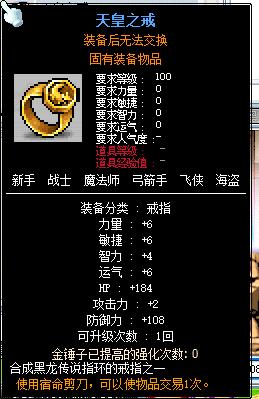 天皇之戒
装备后无法交换
固有装备物品
要求等级 : 100
要求力量 : 0
要求敏捷 : 0
要求智力 : 0
要求运气 : 0
要求人气度 : -
道具等级 : -
道具经验值 : -
新手 战士 魔法师 弓箭手 飞侠 海盗
装备分类 : 戒指
力量 : +6
敏捷 : +6
智力 : +4
运气 : +6
HP : +184
攻击力 : +2
防御力 : +108
可升级次数 : 1回
金锤子已提高的强化次数: 0
合成黑龙传说指环的戒指之一
使用宿命剪刀，可以使物品交易1次。